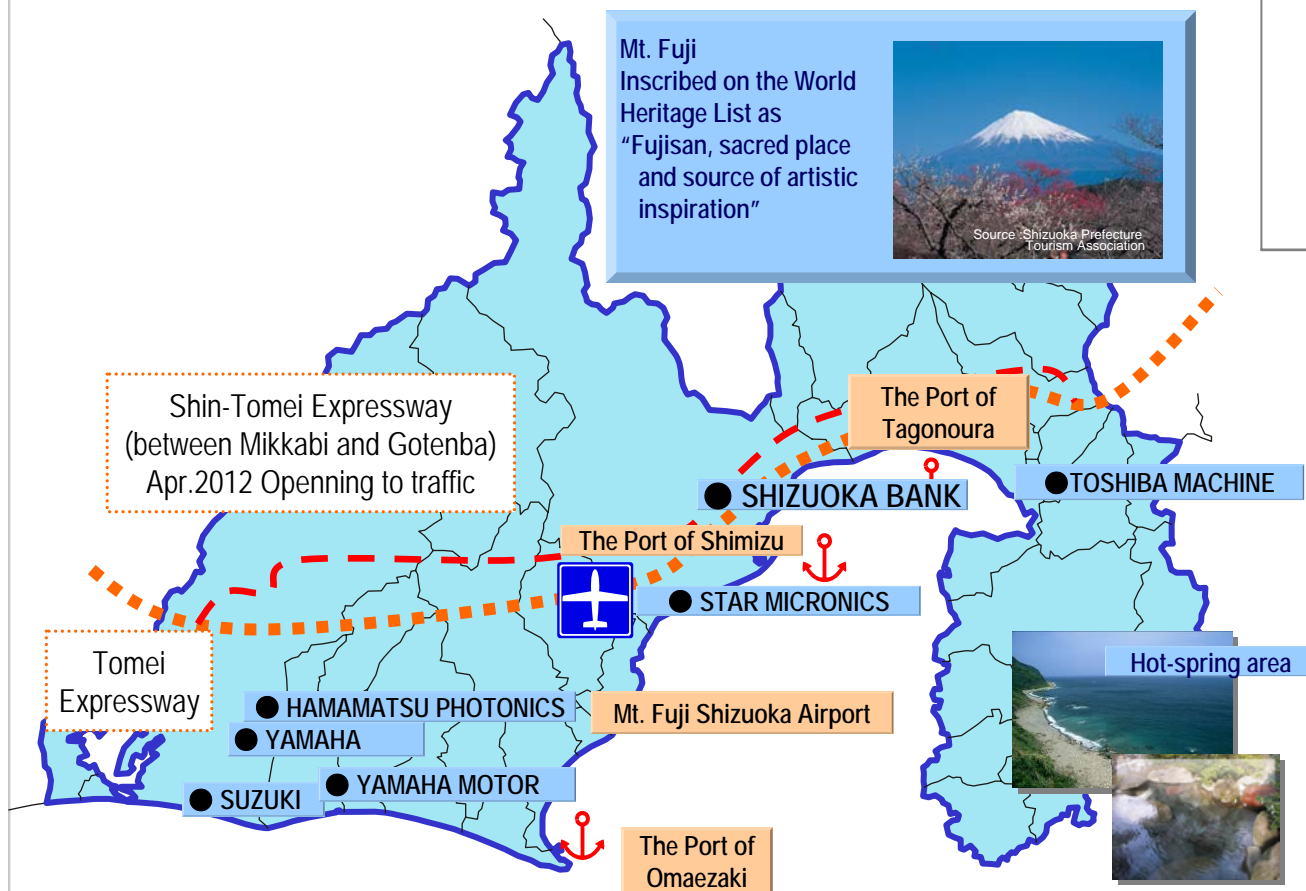 Mt. Fuji
Inscribed on the World
Heritage List as
“Fujisan, sacred place
and source of artistic
inspiration”
Source :Shizuoka Prefecture
Tourism Association
Shin-Tomei Expressway
(between Mikkabi and Gotenba)
Apr.2012 Openning to traffic
The Port of
Tagonoura
TOSHIBA MACHINE
SHIZUOKA BANK
The Port of Shimizu
STAR MICRONICS
Tomei
Expressway
Hot-spring area
HAMAMATSU PHOTONICS
Mt. Fuji Shizuoka Airport
YAMAHA
YAMAHA MOTOR
SUZUKI
The Port of
Omaezaki